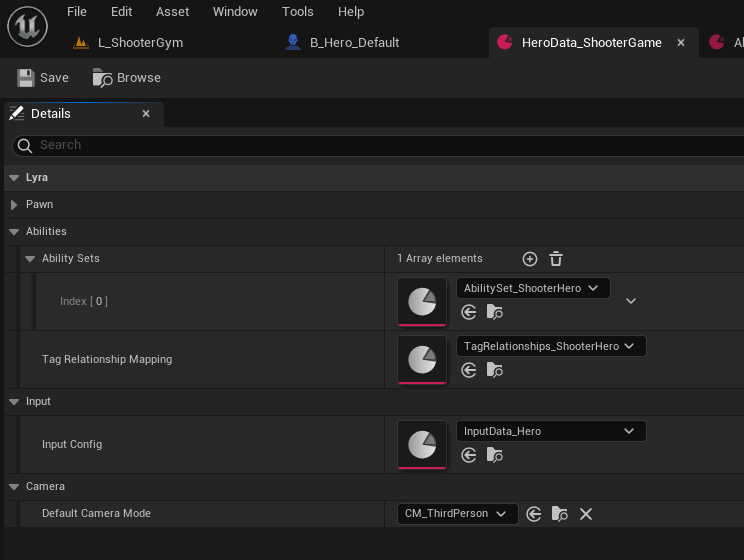 File Edit Asset Window Tools Help
L_ShooterGym B_Hero_Default HeroData_ShooterGame
Save Browse
Details
Search
Lyra
Pawn
Abilities
Ability Sets 1 Array elements
Index [ 0 ] AbilitySet_ShooterHero
Tag Relationship Mapping TagRelationships_ShooterHero
Input
Input Config InputData_Hero
Camera
Default Camera Mode CM_ThirdPerson